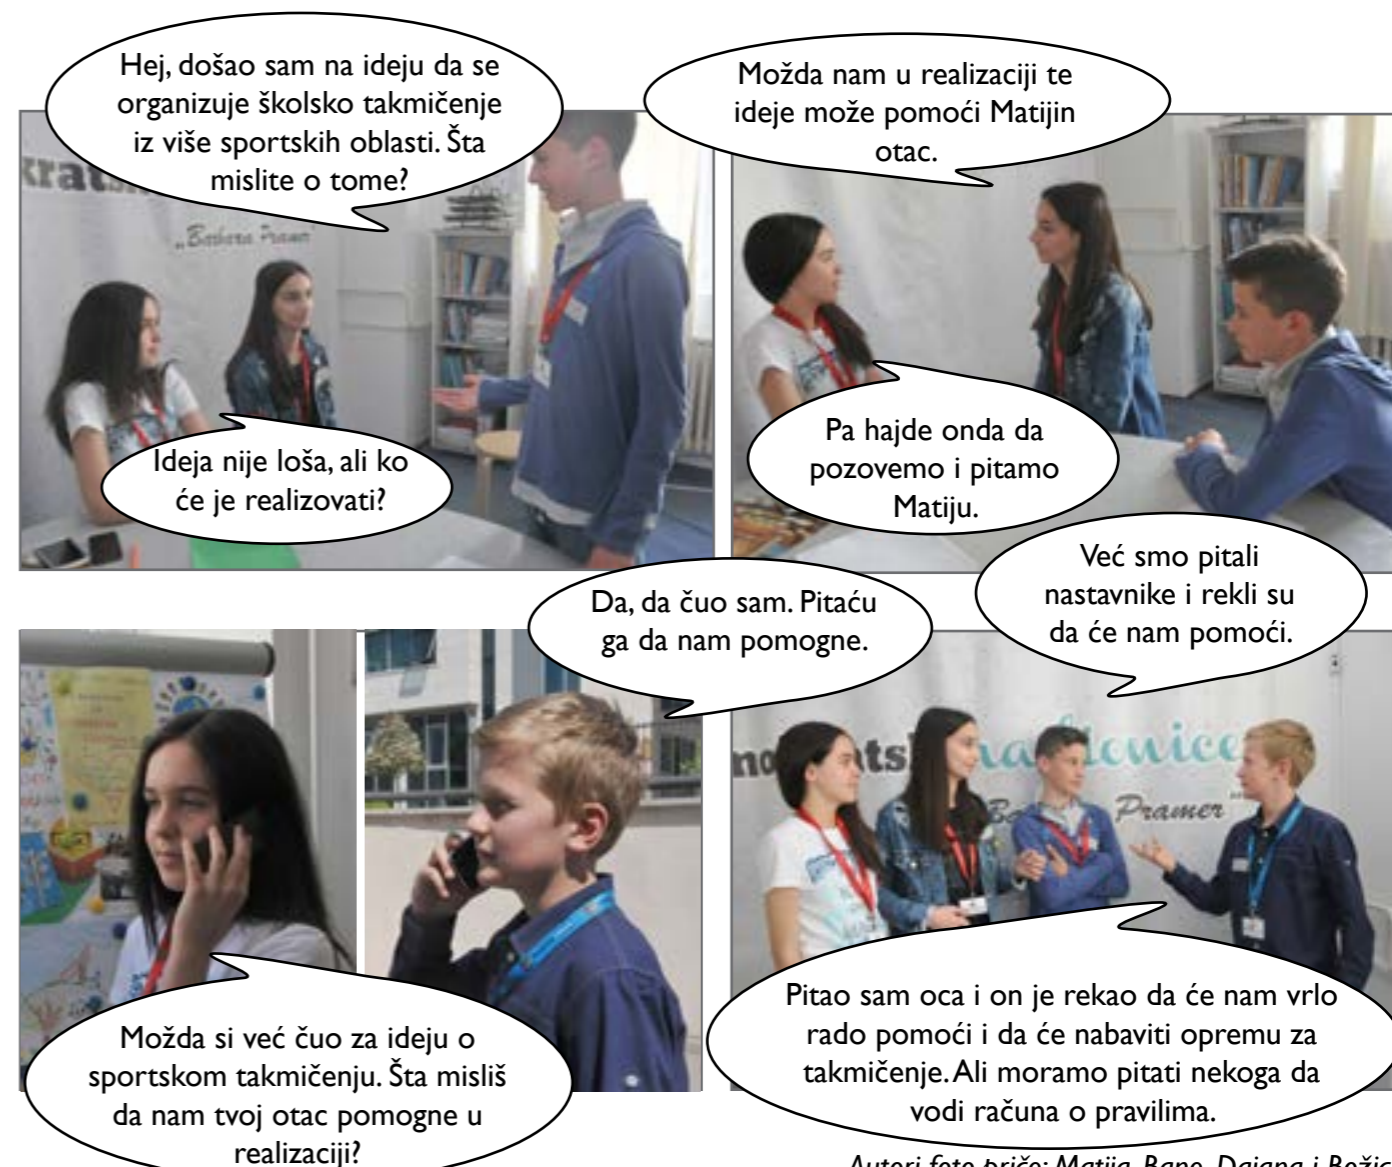 Hej, došao sam na ideju da se
organizuje školsko takmičenje
iz više sportskih oblasti. Šta
mislite o tome?
„Barbara Pramer“
Ideja nije loša, ali ko
će je realizovati?
Možda nam u realizaciji te
ideje može pomoći Matijin
otac.
Pa hajde onda da
pozovemo i pitamo
Matiju.
Možda si već čuo za ideju o
sportskom takmičenju. Šta misliš
da nam tvoj otac pomogne u
realizaciji?
Da, da čuo sam. Pitaću
ga da nam pomogne.
Pitao sam oca i on je rekao da će nam vrlo
rado pomoći i da će nabaviti opremu za
takmičenje. Ali moramo pitati nekoga da
vodi računa o pravilima.
Već smo pitali
nastavnike i rekli su
da će nam pomoći.
Pramer“
Autori foto priče: Matija, Bane, Dajana i